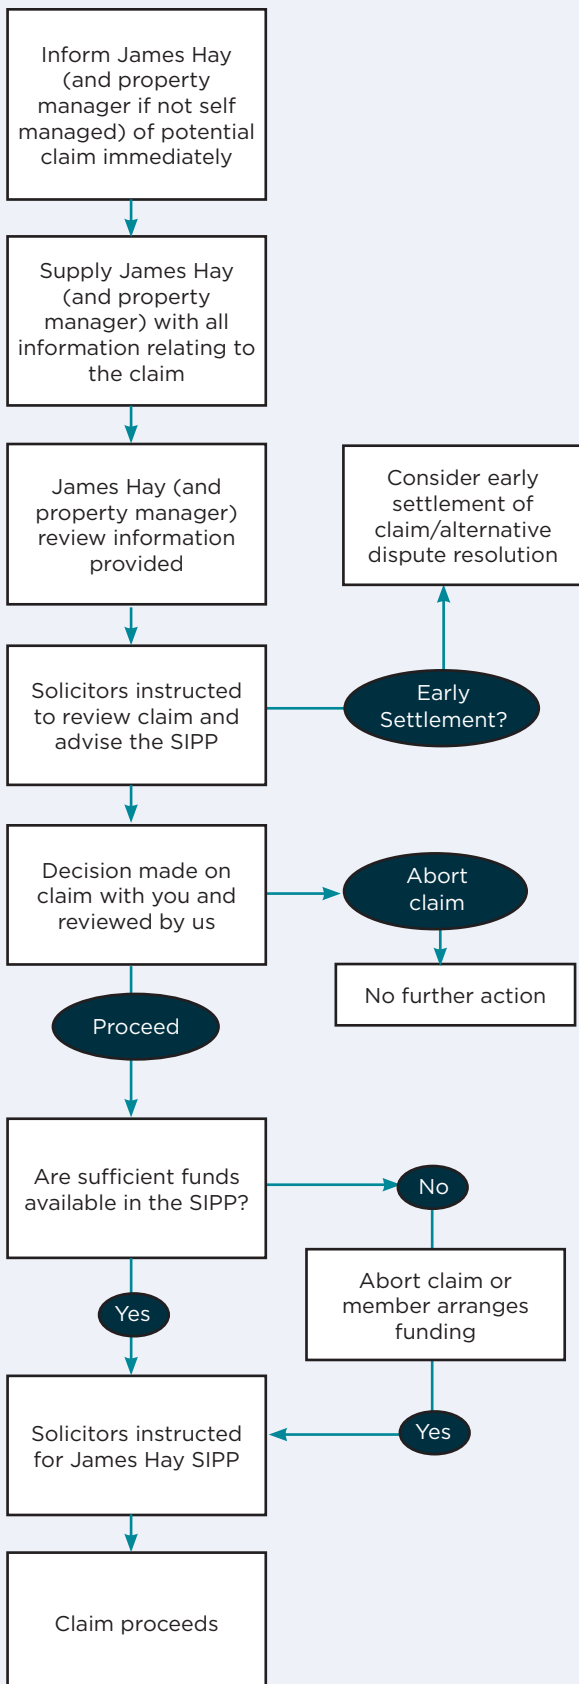 Inform James Hay
(and property
manager if not self
managed) of potential
claim immediately
Supply James Hay
(and property
manager) with all
information relating to
the claim
James Hay (and
property manager)
review information
provided
Consider early
settlement of
claim/alternative
dispute resolution
Solicitors instructed
to review claim and
advise the SIPP
Early
Settlement?
Decision made on
claim with you and
reviewed by us
Abort
claim
No further action
Proceed
Are sufficient funds
available in the SIPP?
No
Abort claim or
member arranges
funding
Yes
Yes
Solicitors instructed
for James Hay SIPP
Claim proceeds